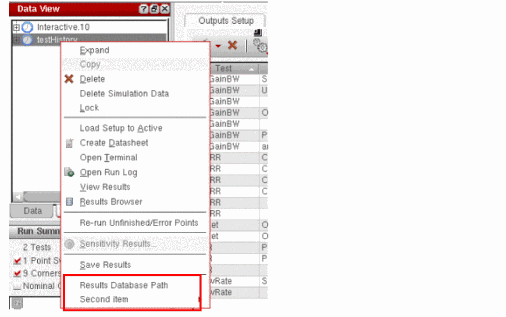 Data View
Interactive.10
testHistory
Outputs Setup
Expand
Copy
Delete
Delete Simulation Data
Lock
Load Setup to Active
Create Datasheet
Open Terminal
Open Run Log
View Results
Results Browser
Re-run Unfinished/Error Points
Sensitivity Results
Save Results
Results Database Path
Second item
Test
GainBW S
GainBW U
GainBW
GainBW O
GainBW
GainBW P
GainBW
RR C
RR C
RR C
RR C
RR
RR
O
O
P
P
wRate S
wRate
Data
Run Summ
2 Tests
1 Point S
9 Corners
Nominal